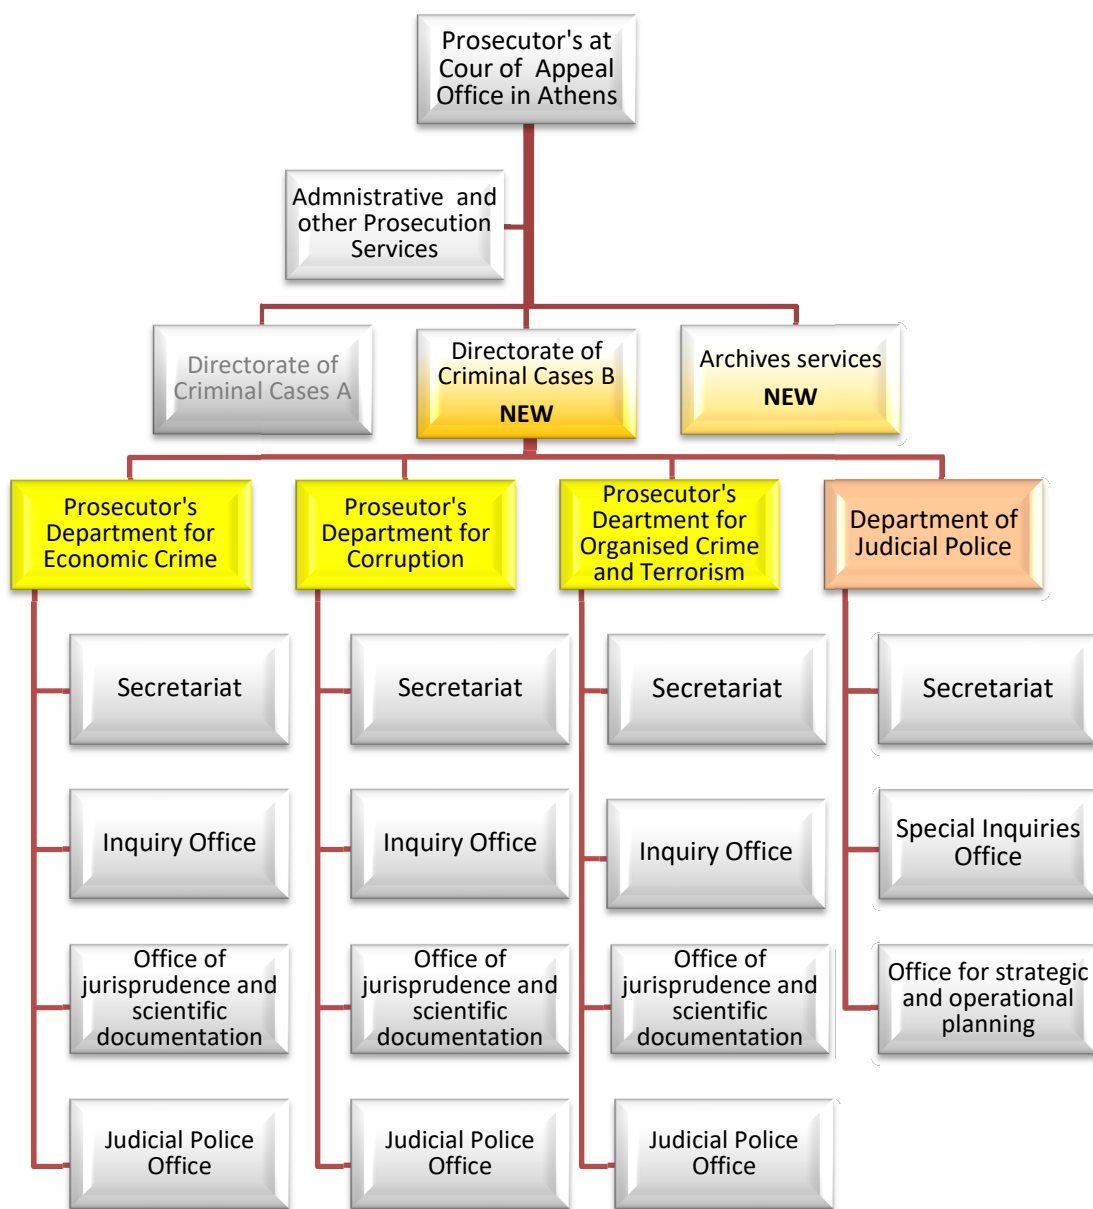 Prosecutor's at
Cour of Appeal
Office in Athens
Admnistrative and
other Prosecution
Services
Directorate of
Criminal Cases A
Directorate of
Criminal Cases B
NEW
Archives services
NEW
Prosecutor's
Department for
Economic Crime
Proseutor's
Department for
Corruption
Prosecutor's
Deartment for
Organised Crime
and Terrorism
Department of
Judicial Police
Secretariat
Secretariat
Secretariat
Secretariat
Inquiry Office
Inquiry Office
Inquiry Office
Special Inquiries
Office
Office of
jurisprudence and
scientific
documentation
Office of
jurisprudence and
scientific
documentation
Office of
jurisprudence and
scientific
documentation
Office for strategic
and operational
planning
Judicial Police
Office
Judicial Police
Office
Judicial Police
Office